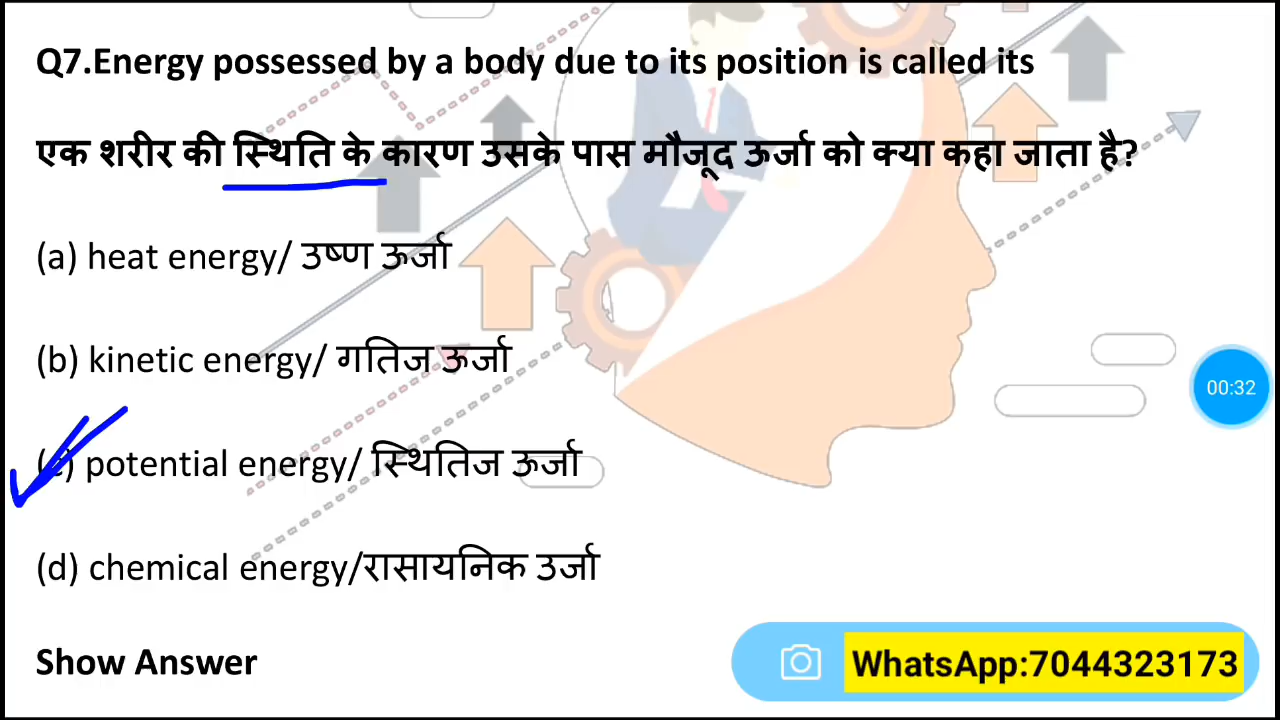 Q7.Energy possessed by a body due to its position is called its
एक शरीर की स्थिति के कारण उसके पास मौजूद ऊर्जा को क्या कहा जाता है?
(a) heat energy/ उष्ण ऊर्जा
(b) kinetic energy/ गतिज ऊर्जा
(c) potential energy/ स्थितिज ऊर्जा
00:32
(d) chemical energy/रासायनिक उर्जा
Show Answer
WhatsApp:7044323173